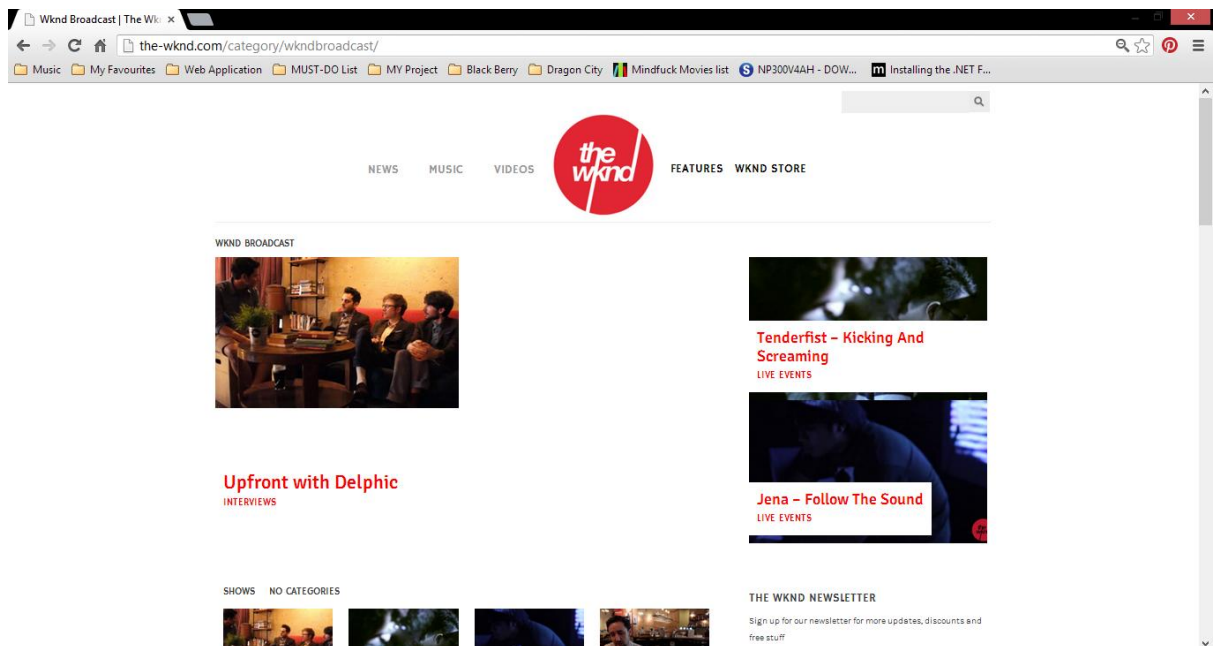 Wknd Broadcast | The Wk
the-wknd.com/category/wkndbroadcast/
Music My Favourites Web Application MUST-DO List MY Project Black Berry Dragon City Mindfuck Movies list NP300V4AH - DOW... Installing the .NET F...
NEWS MUSIC VIDEOS the wknd FEATURES WKND STORE
WKND BROADCAST
Tenderfist – Kicking And
Screaming
LIVE EVENTS
Upfront with Delphic
INTERVIEWS
Jena – Follow The Sound
LIVE EVENTS
SHOWS NO CATEGORIES
THE WKND NEWSLETTER
Sign up for our newsletter for more updates, discounts and
free stuff